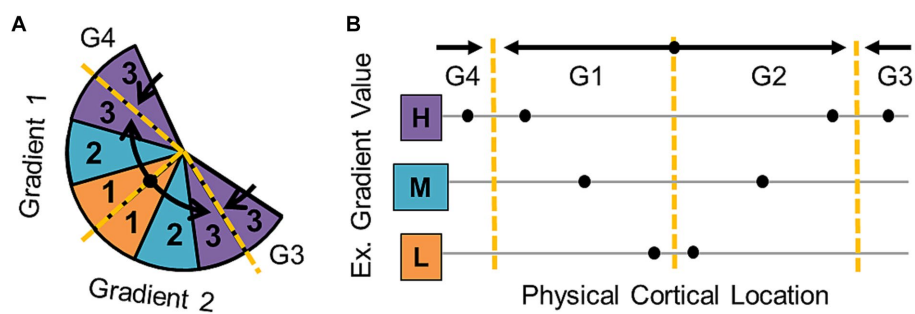 A
G4
3
3
2
1
1
2
3
3
G3
Gradient 1
Gradient 2
B
Ex. Gradient Value
G4 G1 G2 G3
H
M
L
Physical Cortical Location